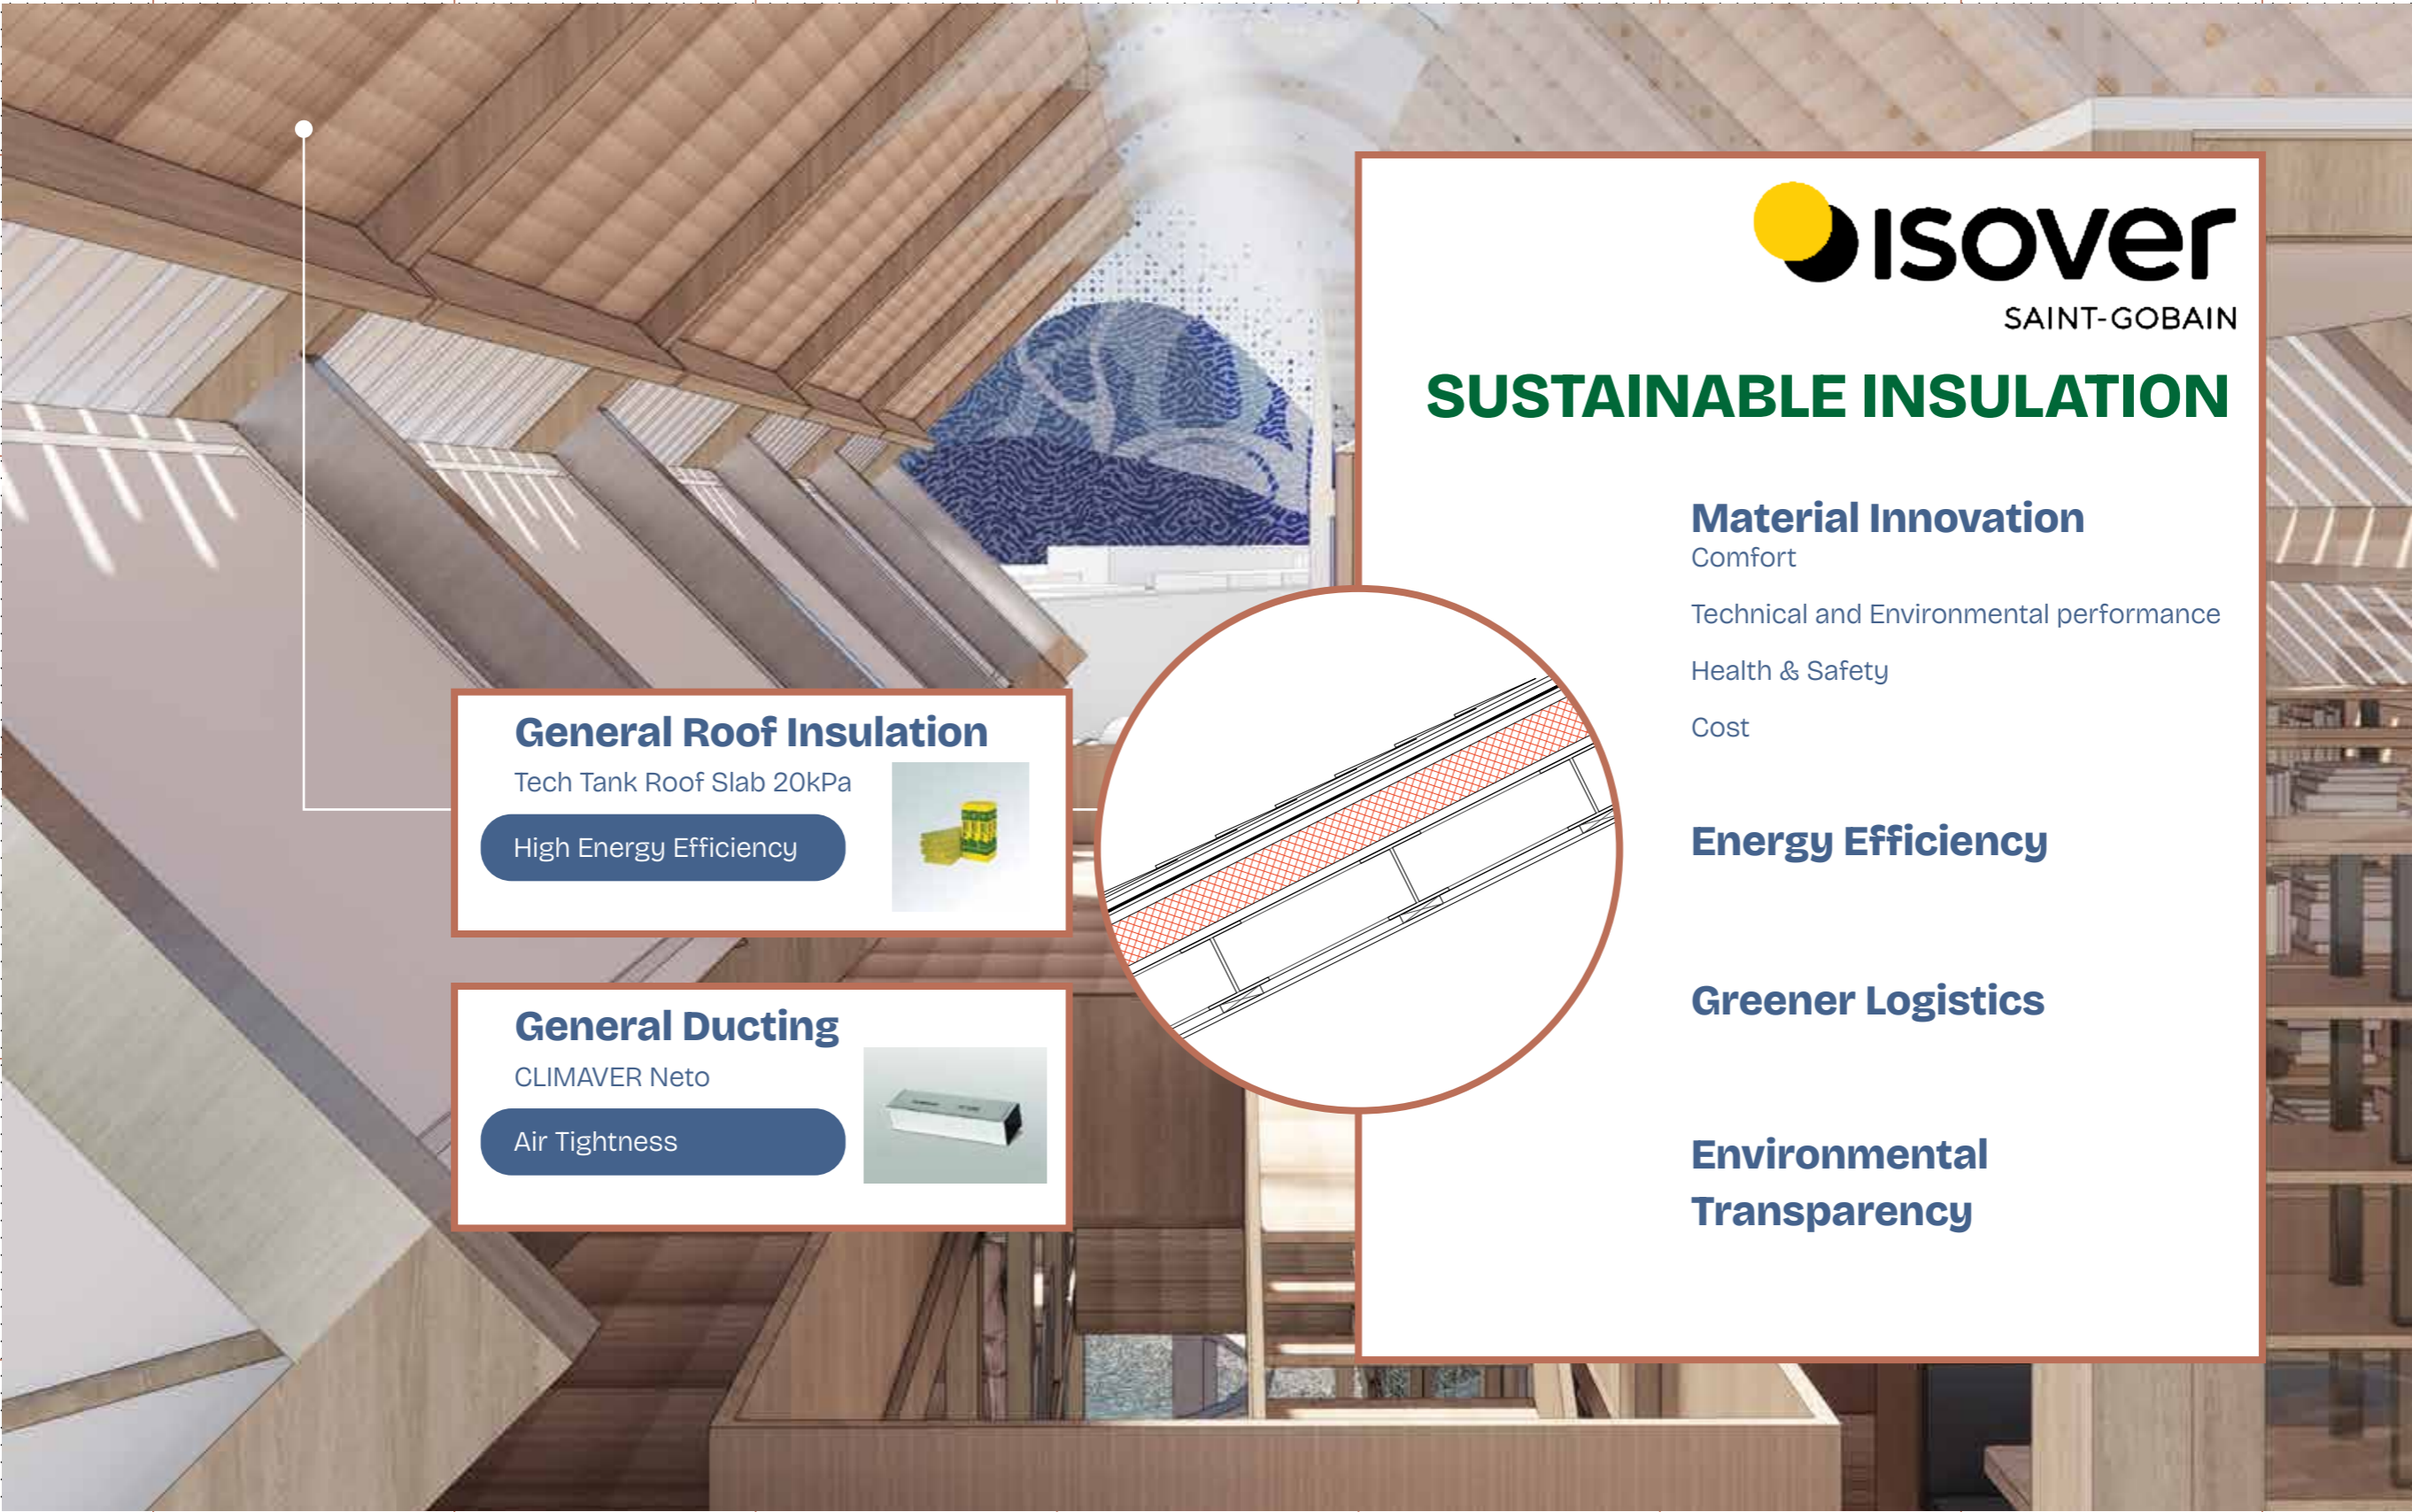 ISOVer
SAINT-GOBAIN
SUSTAINABLE INSULATION
Material Innovation
Comfort
Technical and Environmental performance
Health & Safety
Cost
Energy Efficiency
Greener Logistics
Environmental
Transparency
General Roof Insulation
Tech Tank Roof Slab 20kPa
High Energy Efficiency
General Ducting
CLIMAVER Neto
Air Tightness